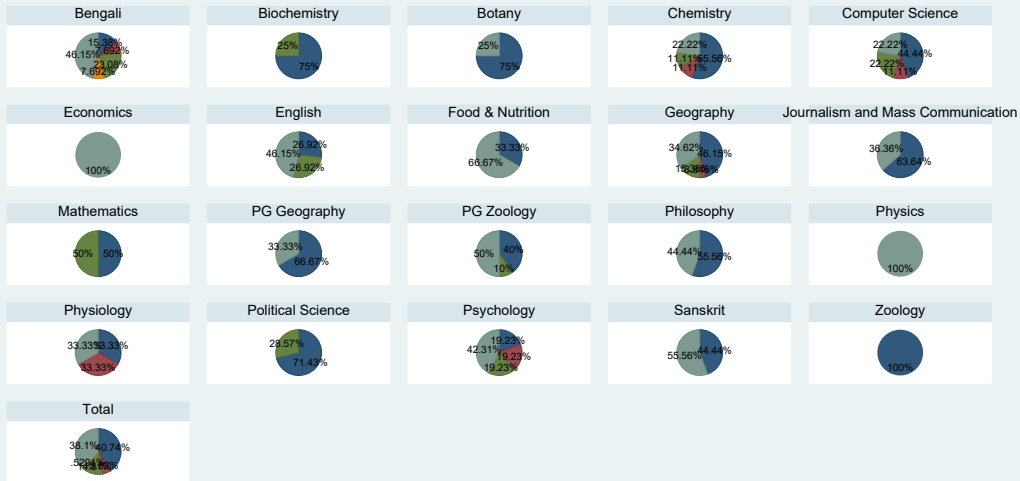 Bengali
Biochemistry
Botany
Chemistry
Computer Science
15.38%
7.692%
46.15%
23.08%
7.692%
25%
75%
25%
75%
22.22%
11.11%
55.56%
11.11%
22.22%
44.44%
22.22%
11.11%
Economics
English
Food & Nutrition
Geography
Journalism and Mass Communication
100%
26.92%
46.15%
26.92%
33.33%
66.67%
34.62%
46.15%
36.36%
63.64%
Mathematics
PG Geography
PG Zoology
Philosophy
Physics
50%
50%
33.33%
66.67%
50%
40%
10%
44.44%
55.56%
100%
Physiology
Political Science
Psychology
Sanskrit
Zoology
33.33%
33.33%
33.33%
28.57%
71.43%
19.23%
42.31%
19.23%
19.23%
55.56%
44.44%
100%
Total
38.1%
40.74%